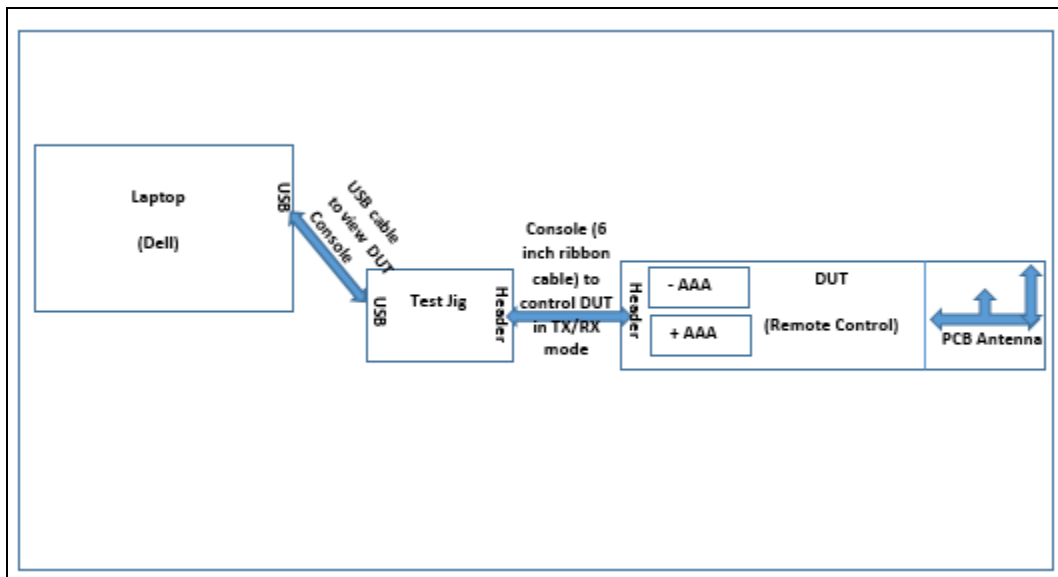 Laptop
(Dell)
USB
USB cable
to view DUT
Console
USB
Test Jig
Header
Console (6
inch ribbon
cable) to
control DUT
in TX/RX
mode
Header
- AAA
+ AAA
DUT
(Remote Control)
PCB Antenna